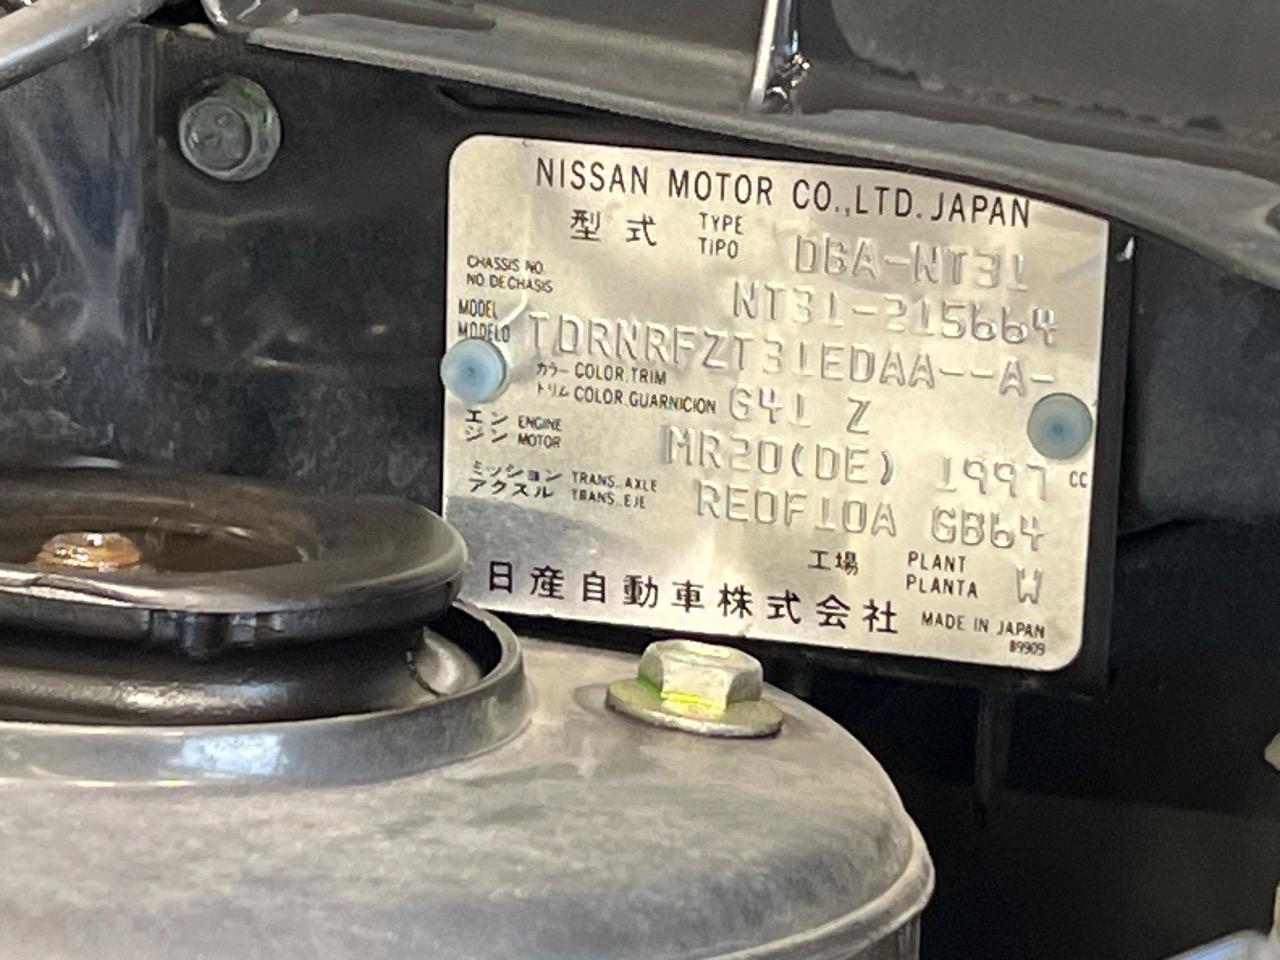 NISSAN MOTOR CO.,LTD. JAPAN
型式 TYPE TIPO DBA-NT31
CHASSIS NO. NO. DE CHASIS NT31-215664
MODEL MODELO TDRNRFZT31EDAA--A-
カラー COLOR.TRIM
トリム COLOR.GUARNICION G41 Z
エンジン ENGINE MOTOR MR20(DE) 1997 CC
ミッション TRANS..AXLE
アクスル TRANS..EJE RE0F10A GB64
工場 PLANT PLANTA W
日産自動車株式会社 MADE IN JAPAN
B9909